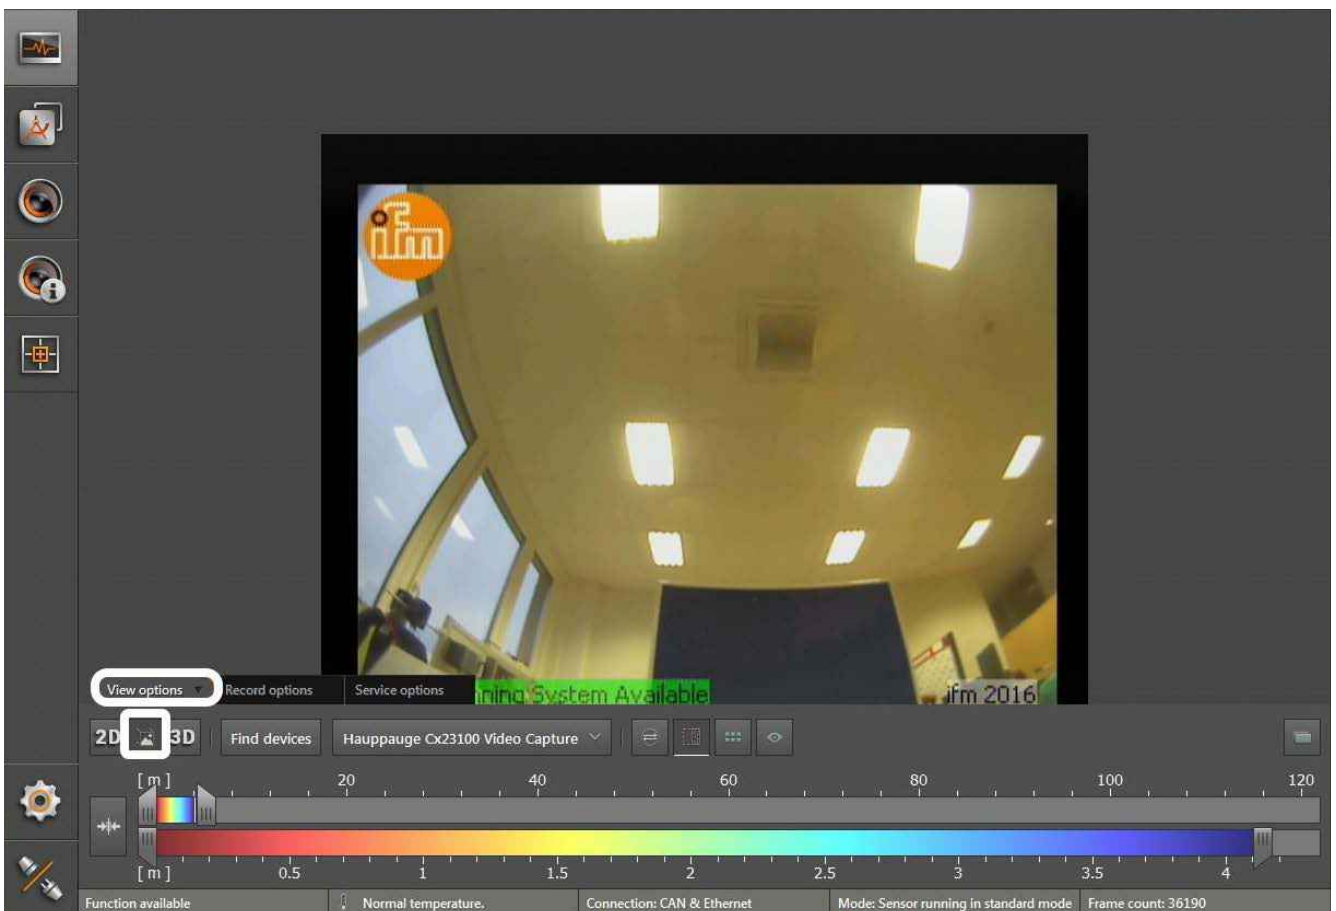 ifm
View options
Record options
Service options
ning System Available
ifm 2016
2D
3D
Find devices
Hauppauge Cx23100 Video Capture
[ m ] 20 40 60 80 100 120
[ m ] 0.5 1 1.5 2 2.5 3 3.5 4
Function available
Normal temperature.
Connection: CAN & Ethernet
Mode: Sensor running in standard mode
Frame count: 36190